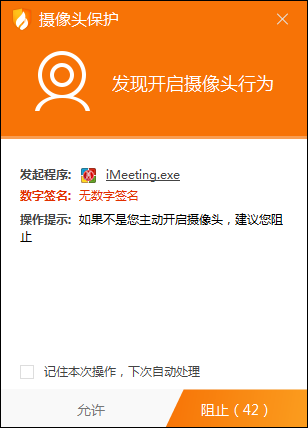 摄像头保护
发现开启摄像头行为
发起程序: iMeeting.exe
数字签名: 无数字签名
操作提示: 如果不是您主动开启摄像头，建议您阻
止
记住本次操作，下次自动处理
允许
阻止（42）